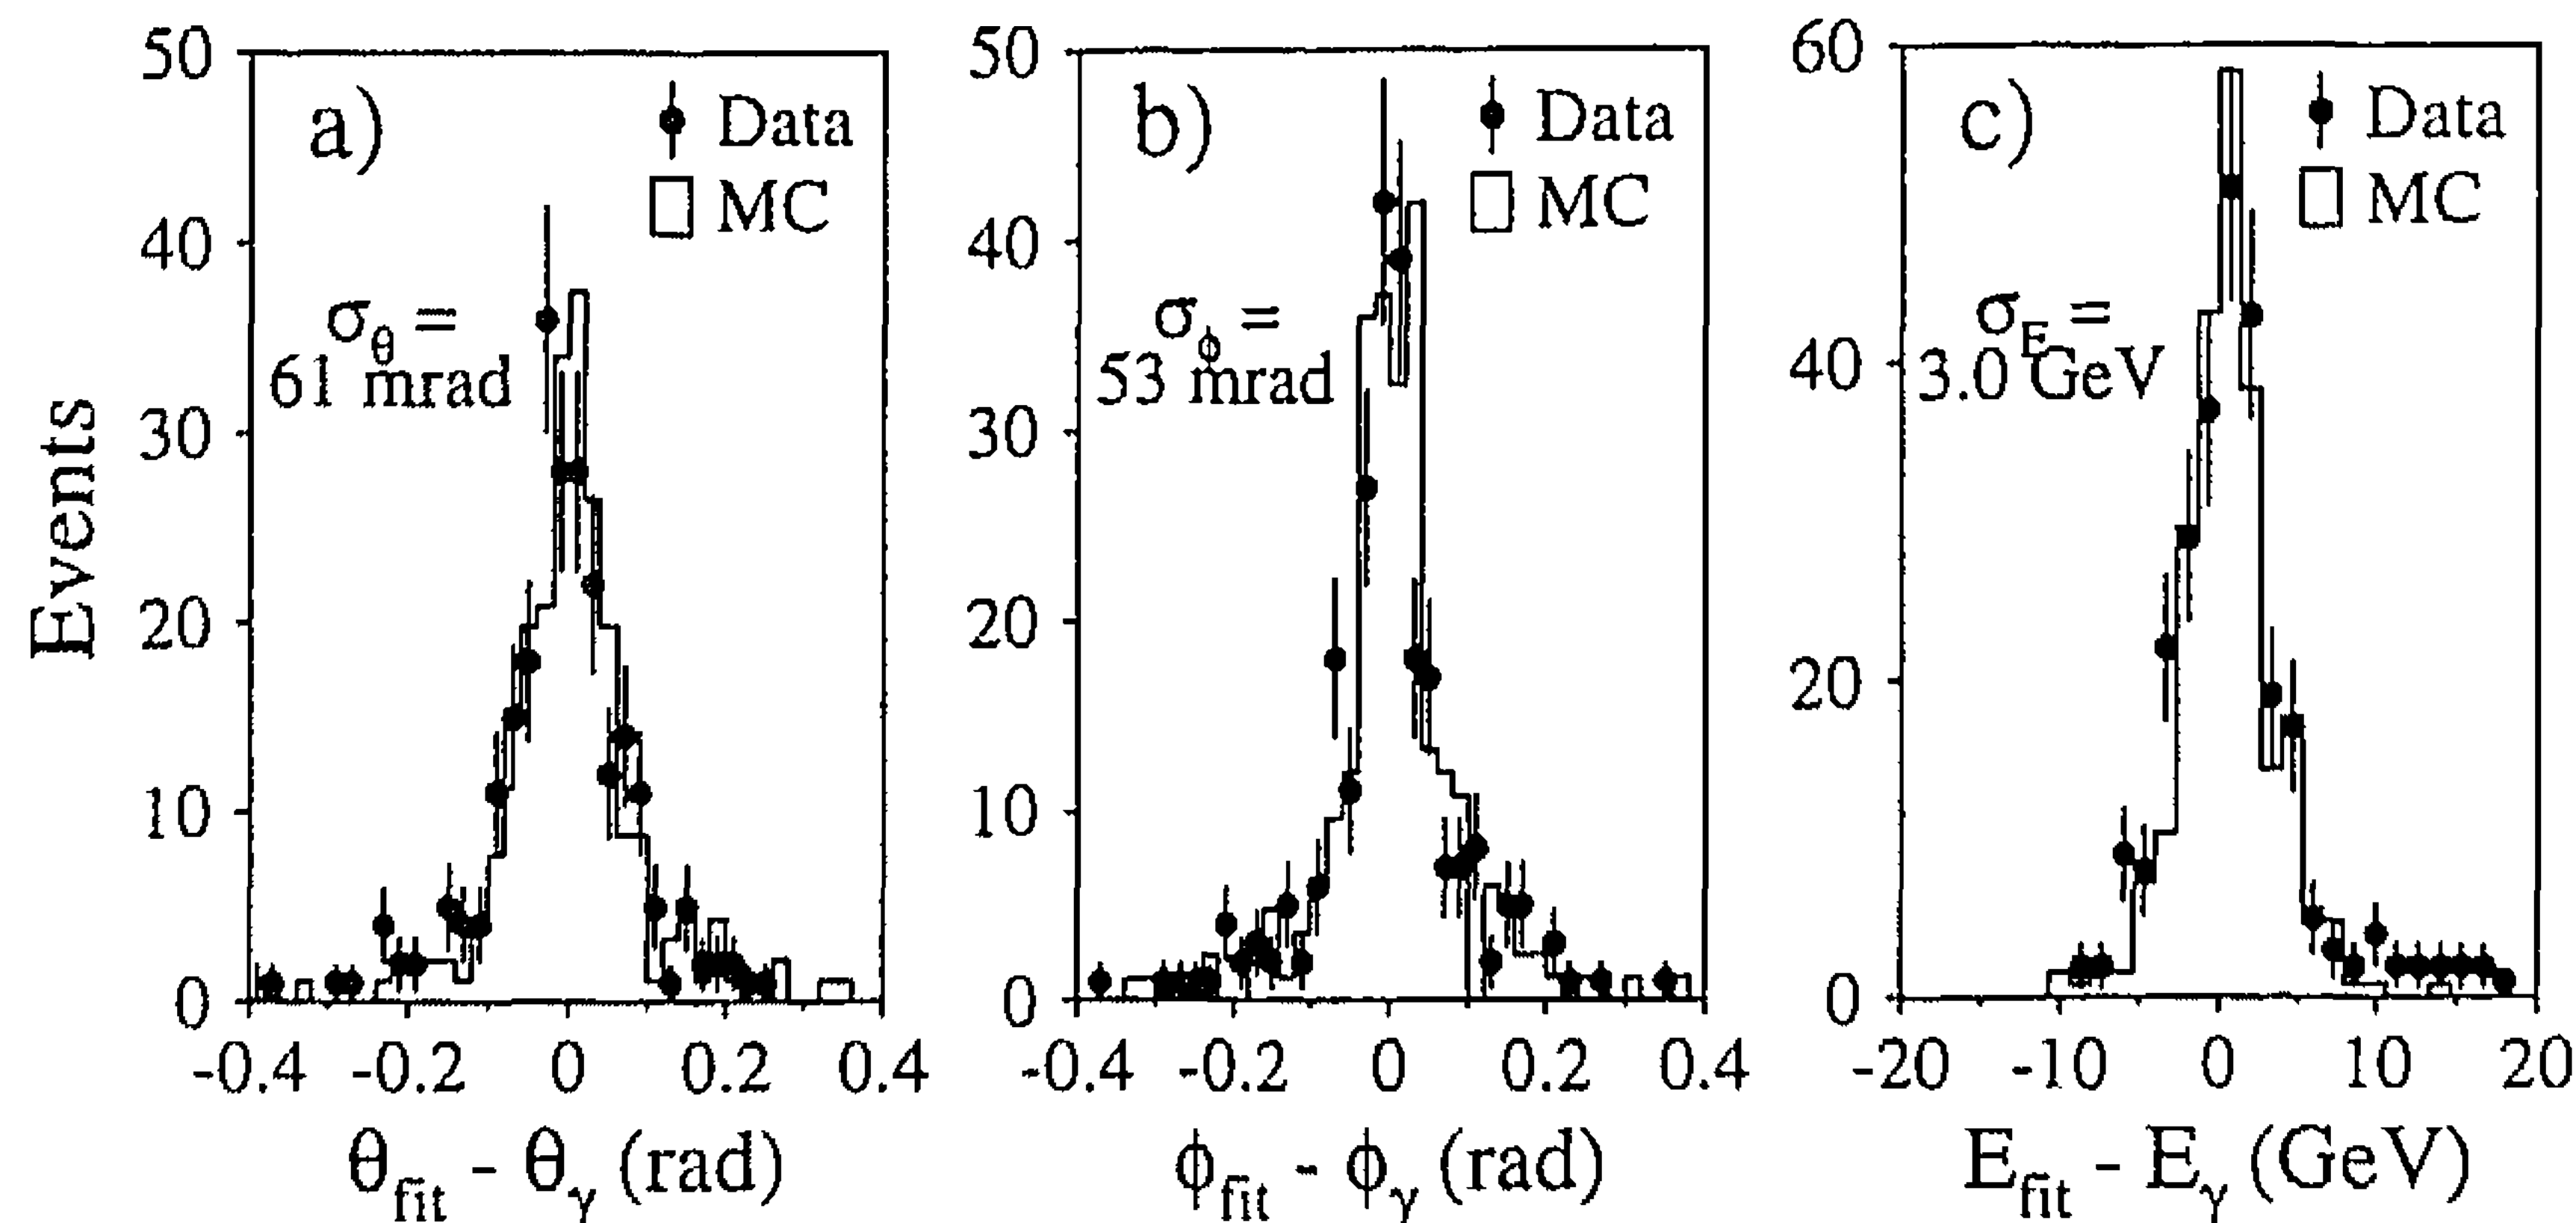 a)
Data
MC
σθ =
61 mrad
Events
50
40
30
20
10
0
-0.4 -0.2 0 0.2 0.4
θfit - θγ (rad)
b)
Data
MC
σϕ =
53 mrad
50
40
30
20
10
0
-0.4 -0.2 0 0.2 0.4
ϕfit - ϕγ (rad)
c)
Data
MC
σE =
3.0 GeV
60
40
20
0
-20 -10 0 10 20
Efit - Eγ (GeV)